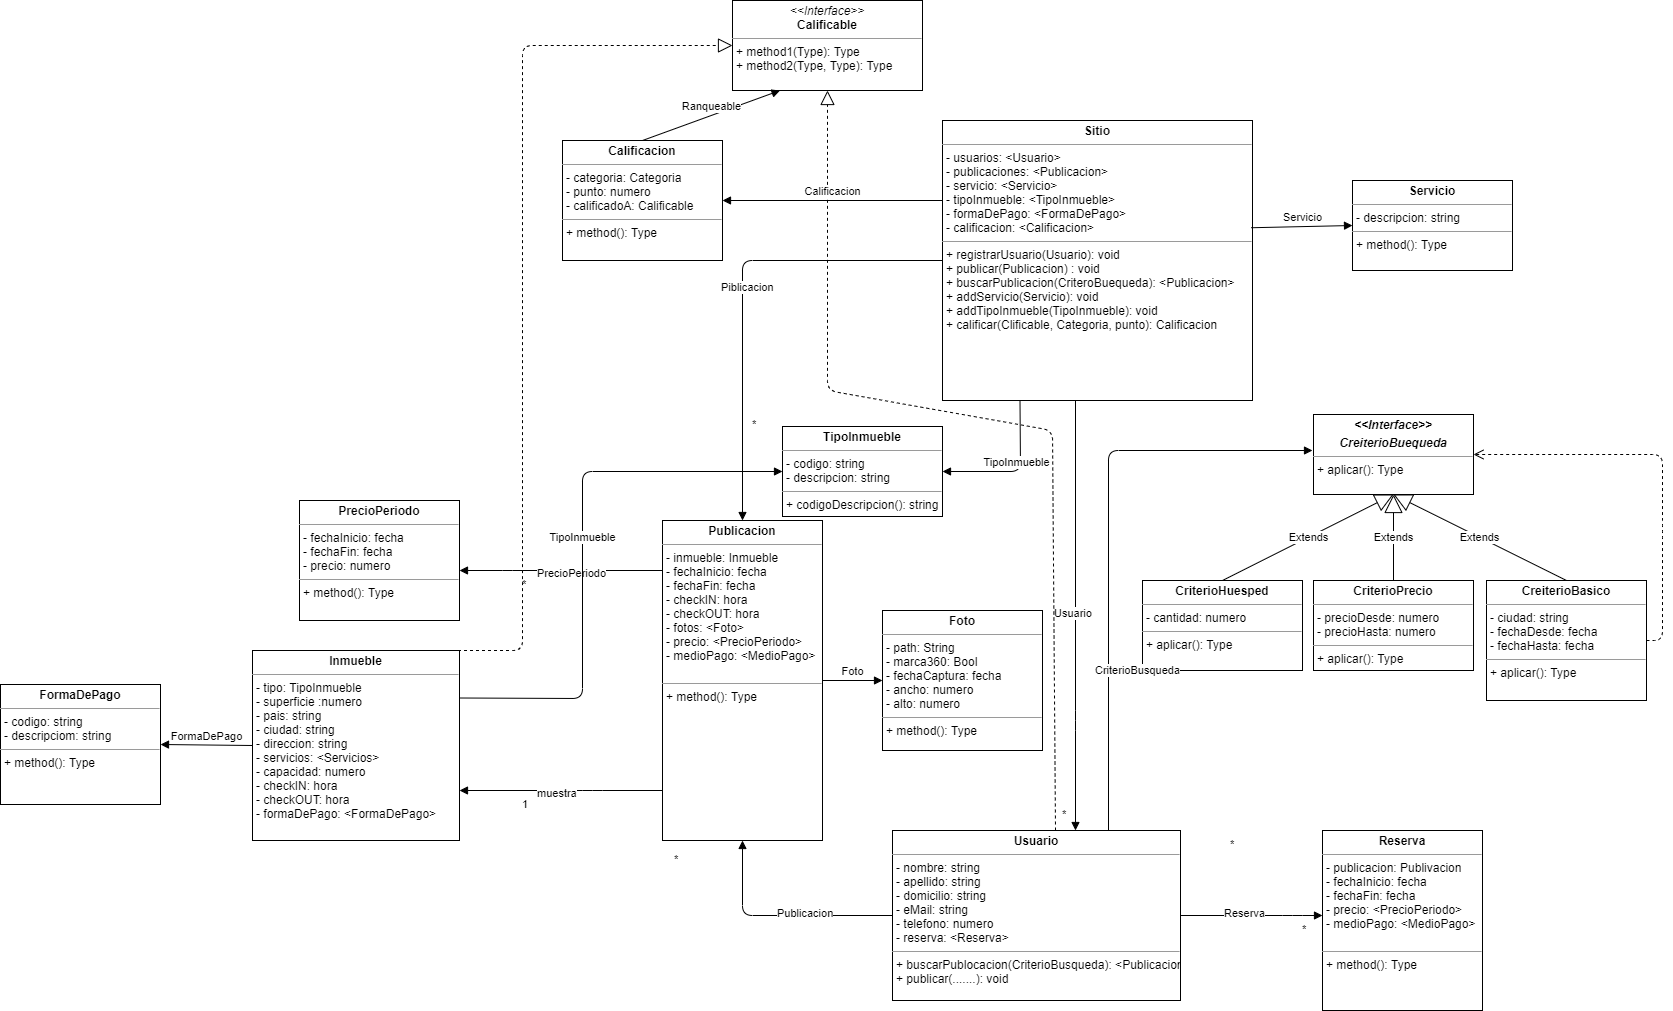 <<Interface>>
Calificable
+ method1(Type): Type
+ method2(Type, Type): Type
Ranqueable
Calificacion
- categoria: Categoria
- punto: numero
- calificadoA: Calificable
+ method(): Type
Calificacion
Sitio
- usuarios: <Usuario>
- publicaciones: <Publicacion>
- servicio: <Servicio>
- tipoInmueble: <TipoInmueble>
- formaDePago: <FormaDePago>
- calificacion: <Calificacion>
+ registrarUsuario(Usuario): void
+ publicar(Publicacion) : void
+ buscarPublicacion(CriteroBuequeda): <Publicacion>
+ addServicio(Servicio): void
+ addTipoInmueble(TipoInmueble): void
+ calificar(Clificable, Categoria, punto): Calificacion
Servicio
Servicio
- descripcion: string
+ method(): Type
Piblicacion
*
TipoInmueble
- codigo: string
- descripcion: string
+ codigoDescripcion(): string
TipoInmueble
<<Interface>>
CreiterioBuequeda
+ aplicar(): Type
Extends
Extends
Extends
CriterioHuesped
- cantidad: numero
+ aplicar(): Type
CriterioPrecio
- precioDesde: numero
- precioHasta: numero
+ aplicar(): Type
CreiterioBasico
- ciudad: string
- fechaDesde: fecha
- fechaHasta: fecha
+ aplicar(): Type
PrecioPeriodo
- fechaInicio: fecha
- fechaFin: fecha
- precio: numero
+ method(): Type
TipoInmueble
PrecioPeriodo
*
Publicacion
- inmueble: Inmueble
- fechaInicio: fecha
- fechaFin: fecha
- checkIN: hora
- checkOUT: hora
- fotos: <Foto>
- precio: <PrecioPeriodo>
- medioPago: <MedioPago>
+ method(): Type
Foto
Foto
- path: String
- marca360: Bool
- fechaCaptura: fecha
- ancho: numero
- alto: numero
+ method(): Type
Usuario
CriterioBusqueda
Inmueble
- tipo: TipoInmueble
- superficie :numero
- pais: string
- ciudad: string
- direccion: string
- servicios: <Servicios>
- capacidad: numero
- checkIN: hora
- checkOUT: hora
- formaDePago: <FormaDePago>
FormaDePago
- codigo: string
- descripciom: string
+ method(): Type
FormaDePago
muestra
1
*
*
Publicacion
Usuario
- nombre: string
- apellido: string
- domicilio: string
- eMail: string
- telefono: numero
- reserva: <Reserva>
+ buscarPublocacion(CriterioBusqueda): <Publicacion
+ publicar(.......): void
*
Reserva
*
Reserva
- publicacion: Publivacion
- fechaInicio: fecha
- fechaFin: fecha
- precio: <PrecioPeriodo>
- medioPago: <MedioPago>
+ method(): Type